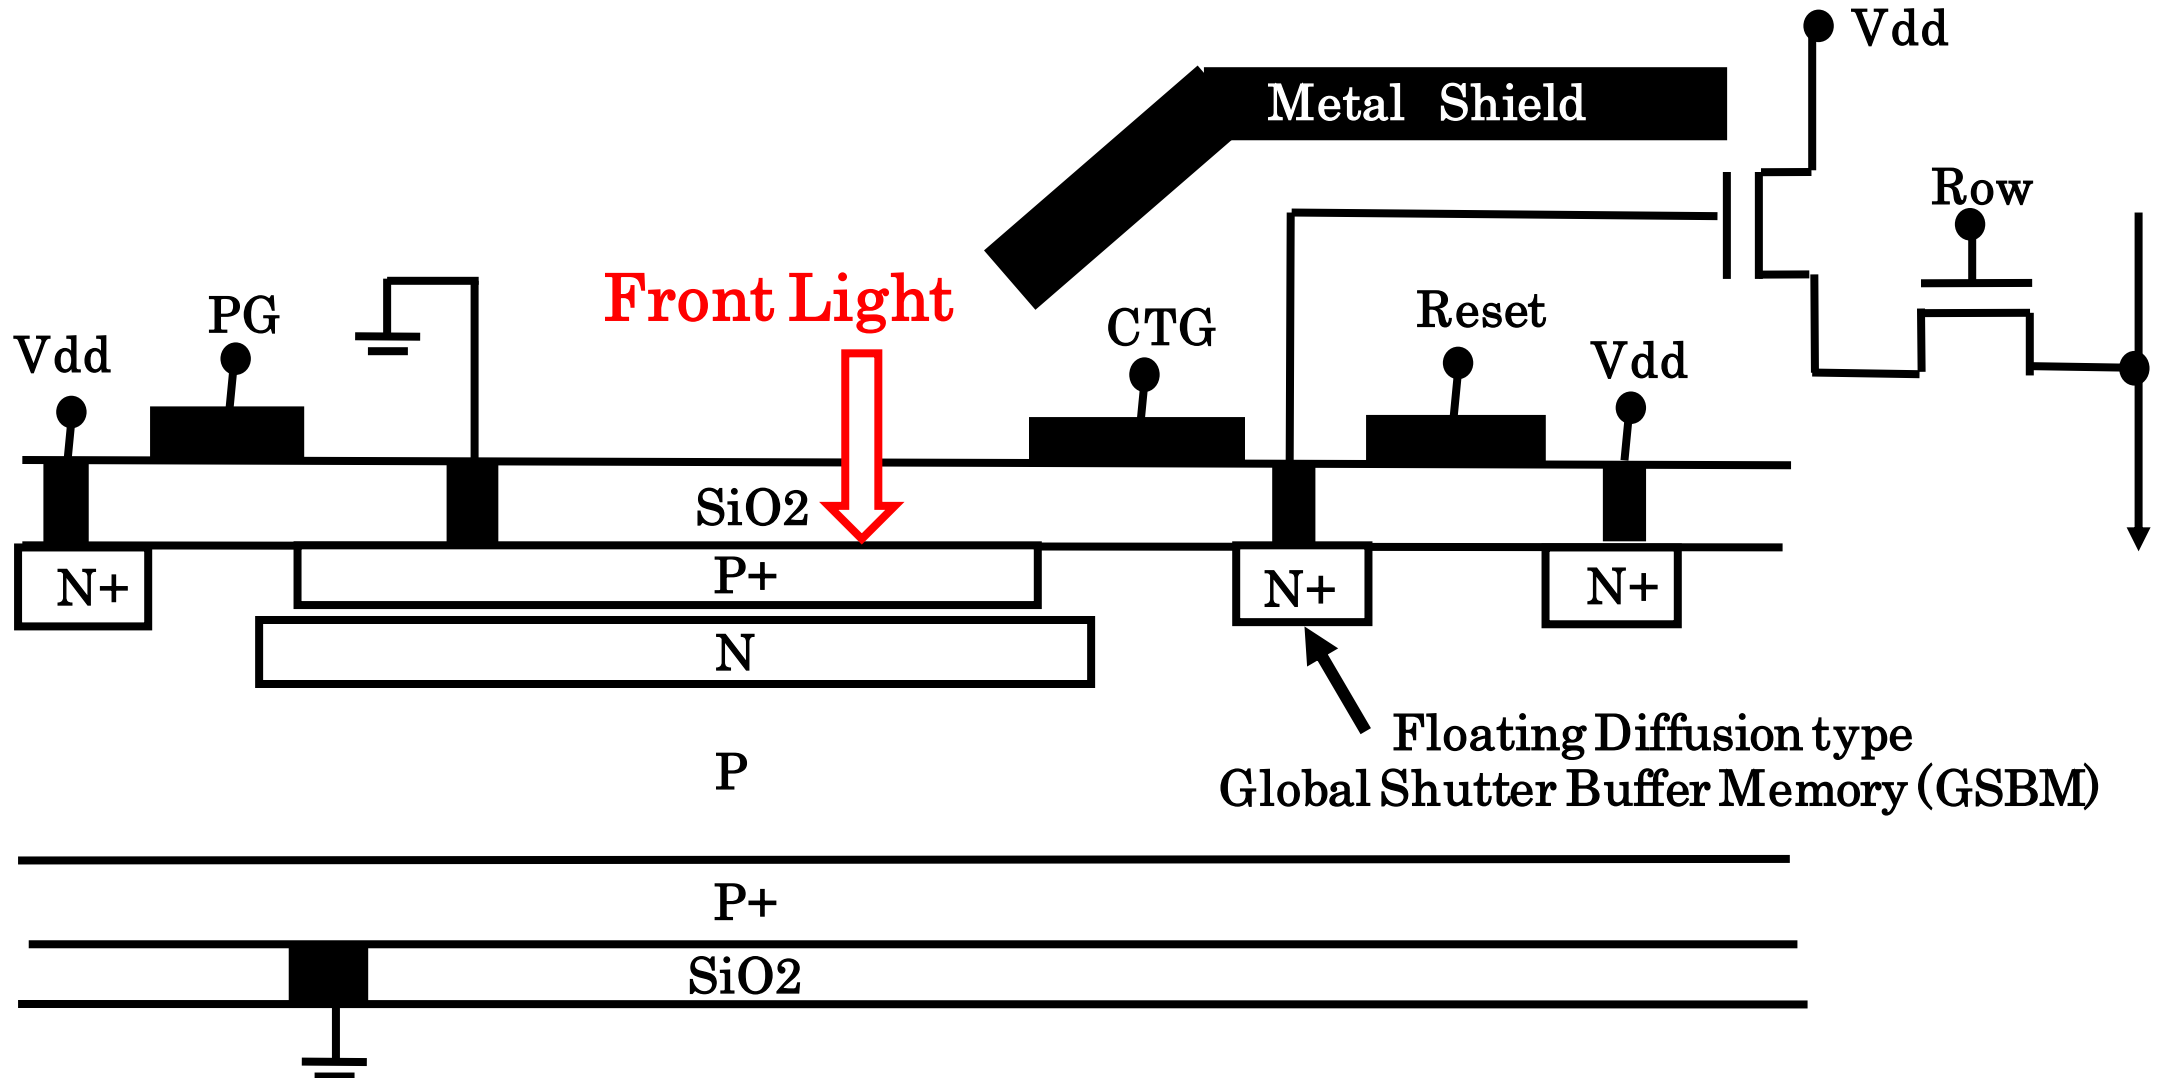 Vdd
Metal Shield
Row
Front Light
PG
CTG
Reset
Vdd
Vdd
SiO2
P+
N+
N+
N+
N
P
Floating Diffusion type
Global Shutter Buffer Memory (GSBM)
P+
SiO2